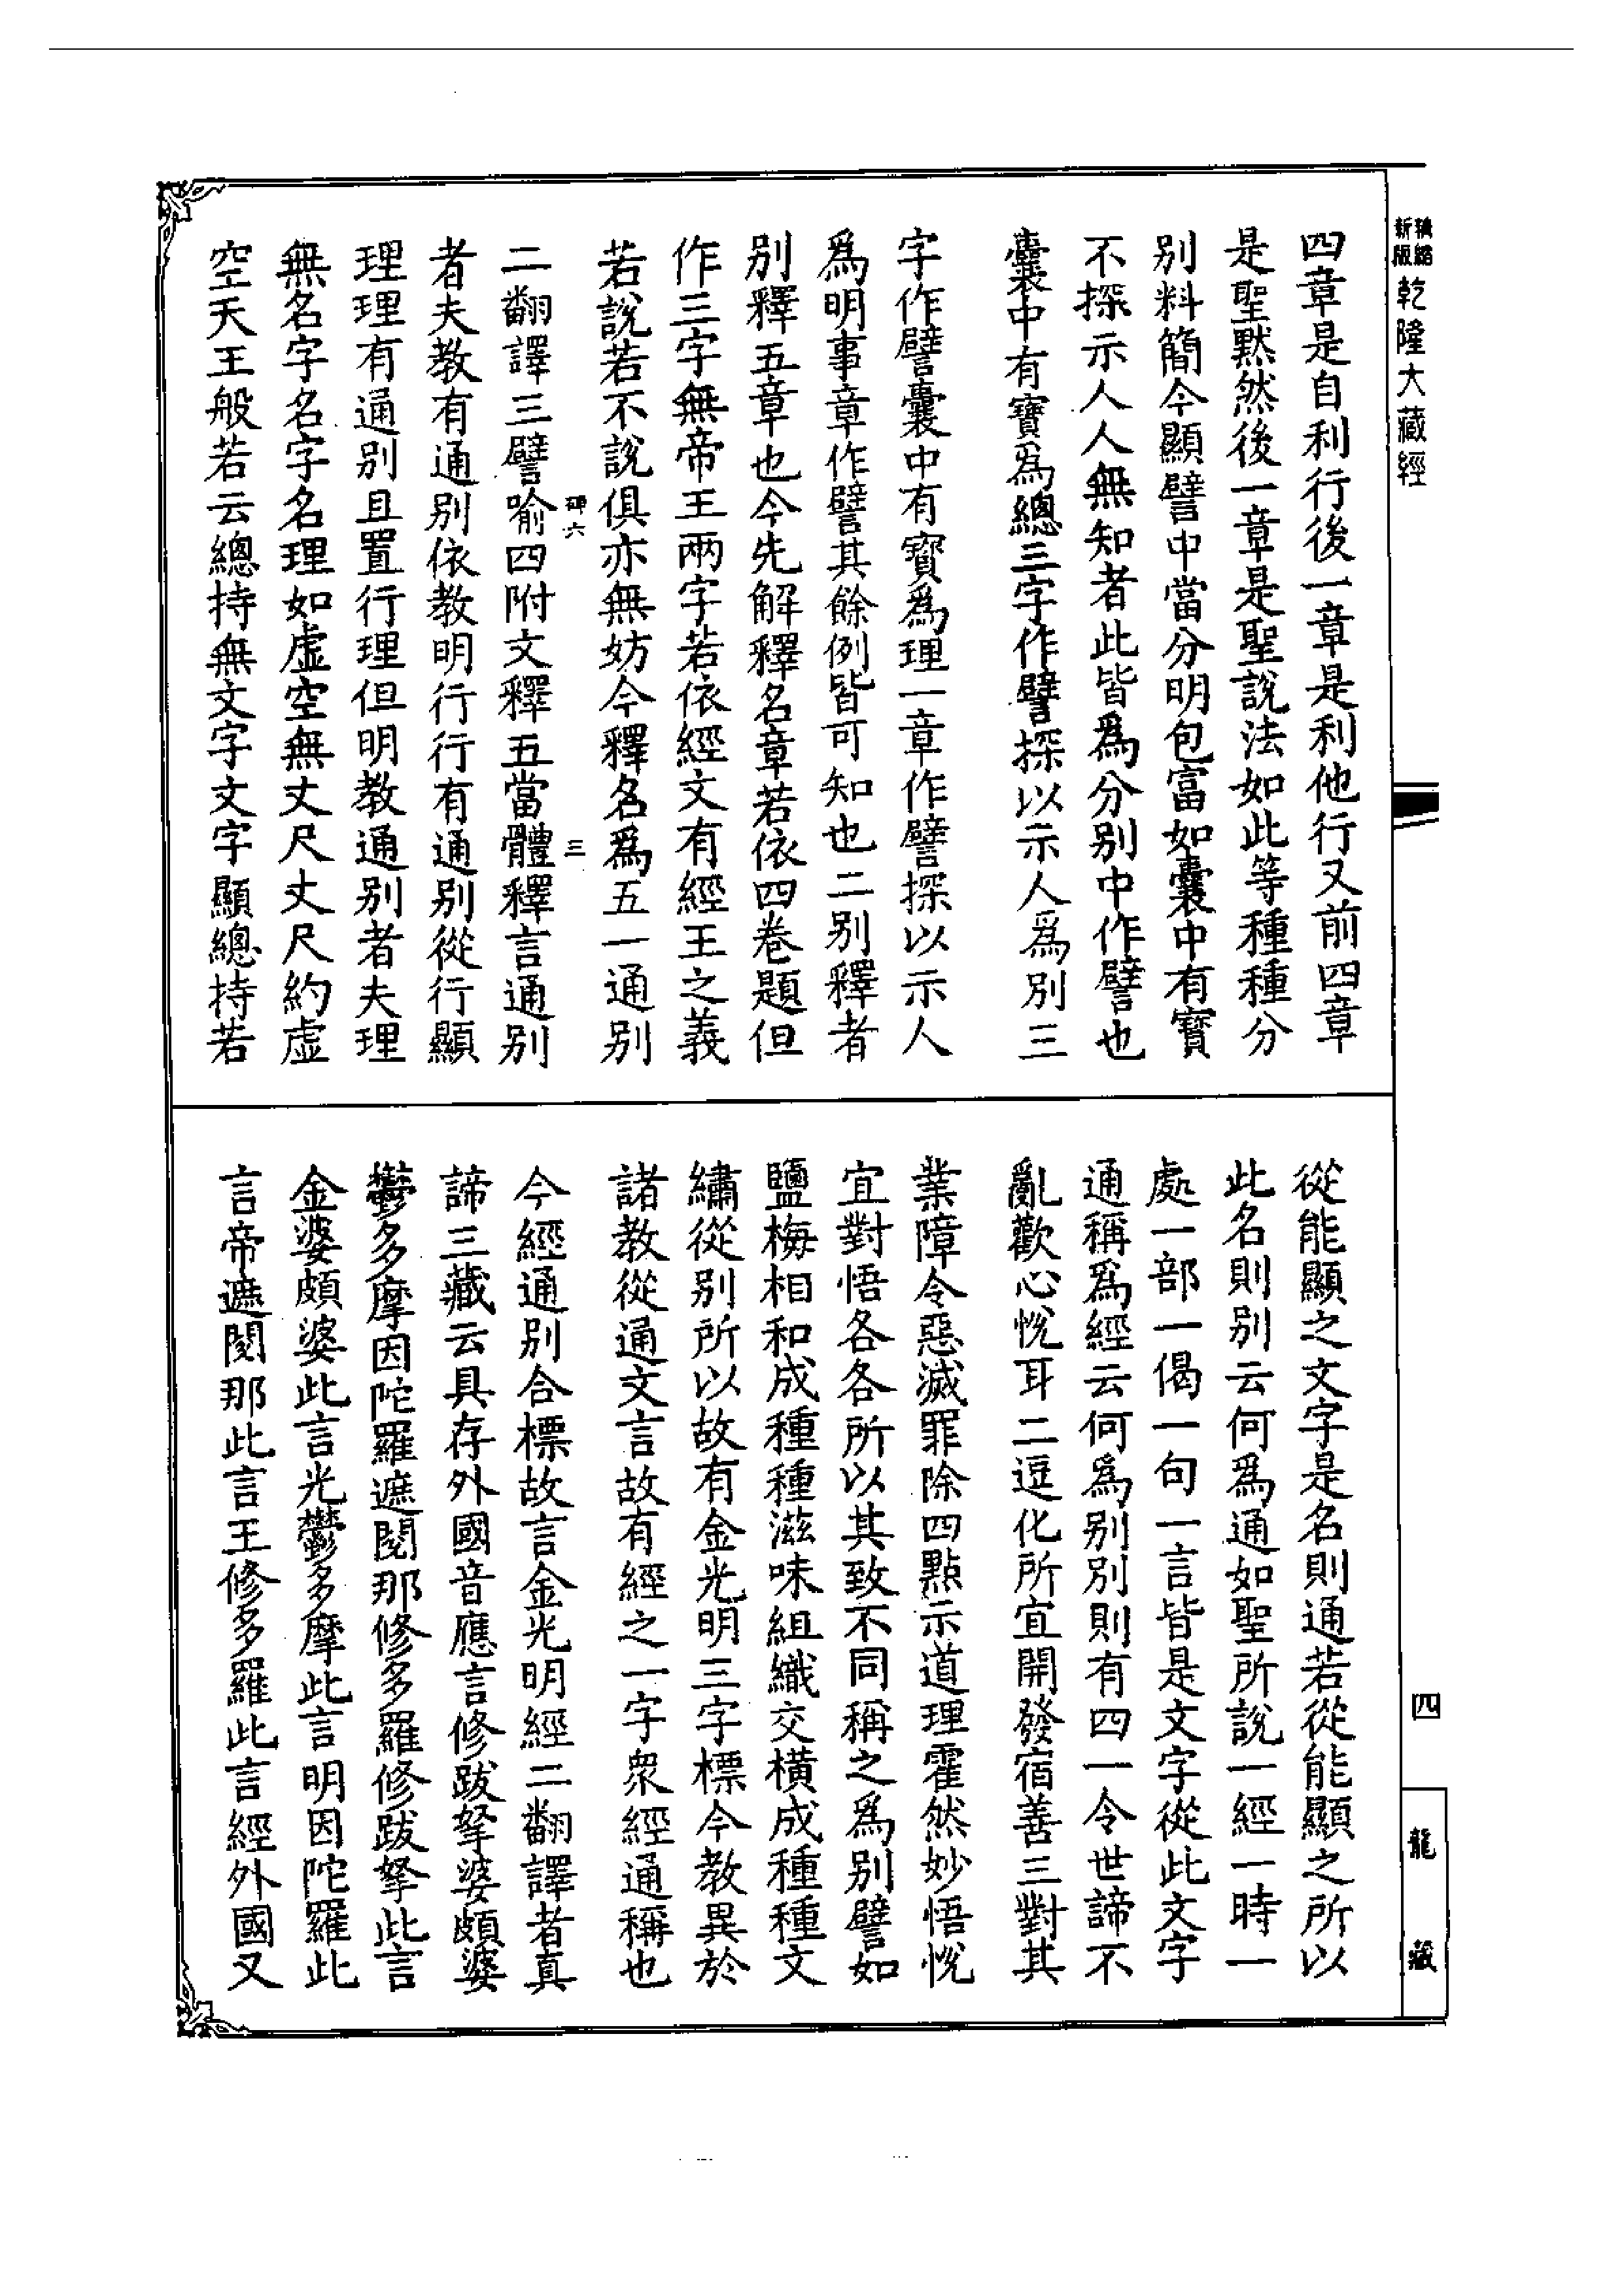 新版 精縮
乾隆大藏經
四章是自利行後一章是利他行又前四章
是聖默然後一章是聖說法如此等種種分
別料簡今顯譬中當分明包富如囊中有寶
不探示人人無知者此皆爲分別中作譬也
囊中有寶爲總三字作譬探以示人爲別三
字作譬囊中有寶爲理一章作譬探以示人
爲明事章作譬其餘例皆可知也二別釋者
別釋五章也今先解釋名章若依四卷題但
作三字無帝王兩字若依經文有經王之義
若說若不說俱亦無妨今釋名爲五一通別
三
二翻譯三譬喻四附文釋五當體釋言通別
者夫教有通別依教明行行有通別從行顯
理理有通別且置行理但明教通別者夫理
無名字名字名理如虛空無丈尺丈尺約虛
空天王般若云總持無文字文字顯總持若
從能顯之文字是名則通若從能顯之所以
此名則別云何爲通如聖所說一經一時一
處一部一偈一句一言皆是文字從此文字
通稱爲經云何爲別別則有四一令世諦不
亂歡心悅耳二逗化所宜開發宿善三對其
業障令惡滅罪除四點示道理霍然妙悟悅
宜對悟各各所以其致不同稱之爲別譬如
鹽梅相和成種種滋味組織交橫成種種文
繡從別所以故有金光明三字標今教異於
諸教從通文言故有經之一字衆經通稱也
今經通別合標故言金光明經二翻譯者真
諦三藏云具存外國音應言修跋拏婆頗婆
鬱多摩因陀羅遮閱那修多羅修跋拏此言
金婆頗婆此言光鬱多摩此言明因陀羅此
言帝遮閱那此言王修多羅此言經外國又
四
龍藏